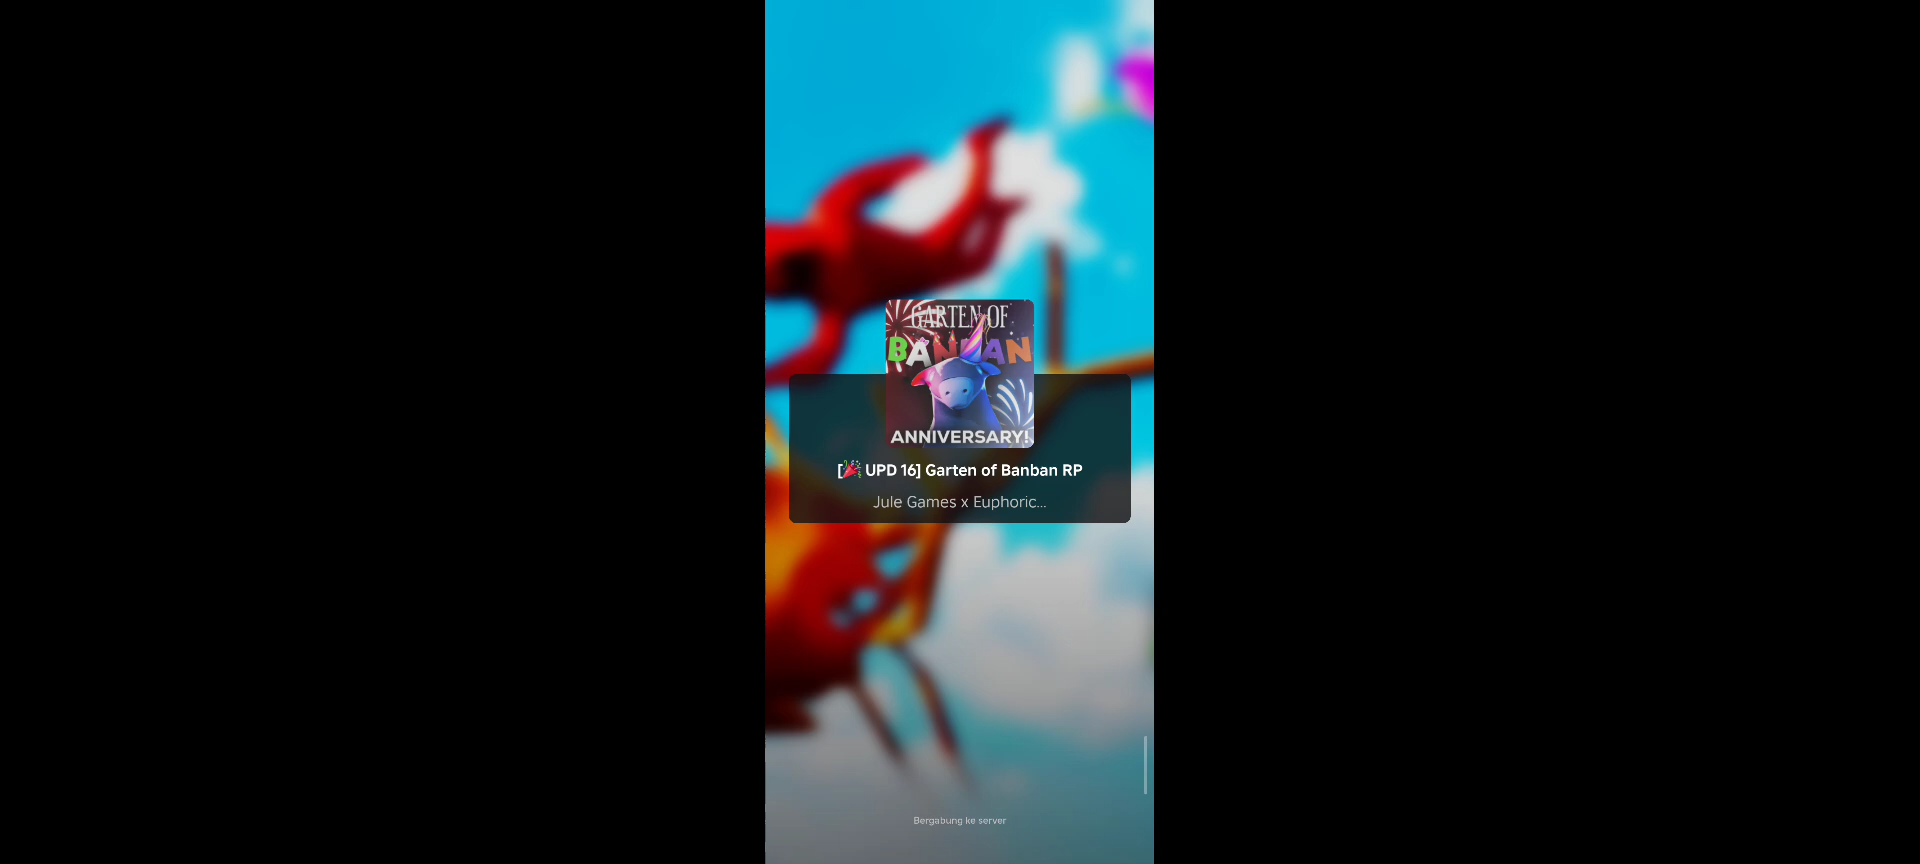 GARTEN OF
BANBAN
ANNIVERSARY!
[🎉 UPD 16] Garten of Banban RP
Jule Games x Euphoric...
Bergabung ke server